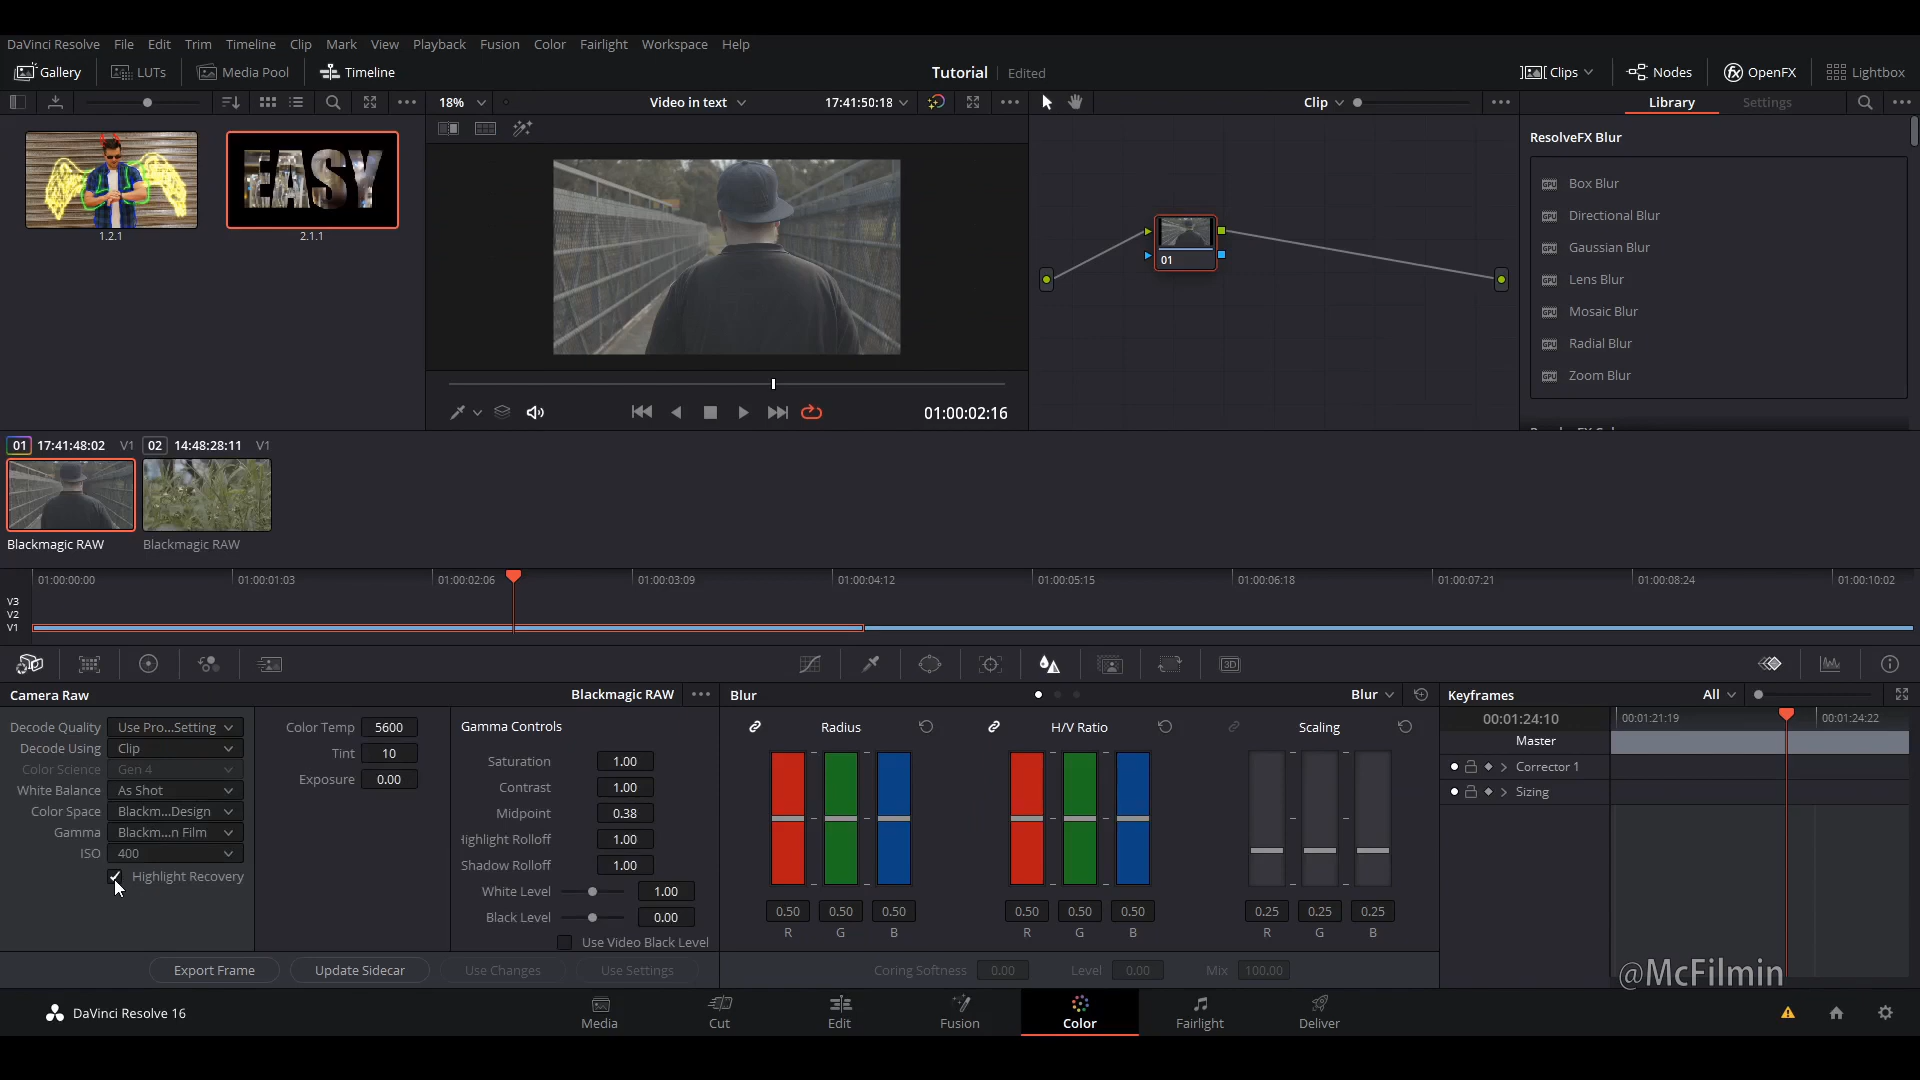 DaVinci Resolve File Edit Trim Timeline Clip Mark View Playback Fusion Color Fairlight Workspace Help
Gallery LUTs Media Pool Timeline Tutorial Edited Clips Nodes OpenFX Lightbox
18% Video in text 17:41:50:18 Clip Library Settings
ResolveFX Blur
Box Blur
Directional Blur
Gaussian Blur
Lens Blur
Mosaic Blur
Radial Blur
Zoom Blur
EASY
1.2.1 2.1.1
01
01:00:02:16
01 17:41:48:02 V1 02 14:48:28:11 V1
Blackmagic RAW Blackmagic RAW
01:00:00:00 01:00:01:03 01:00:02:06 01:00:03:09 01:00:04:12 01:00:05:15 01:00:06:18 01:00:07:21 01:00:08:24 01:00:10:02
V3
V2
V1
3D
Camera Raw Blackmagic RAW Blur Blur Keyframes All
Decode Quality Use Pro...Setting
Decode Using Clip
Color Science Gen 4
White Balance As Shot
Color Space Blackm...Design
Gamma Blackm...n Film
ISO 400
Highlight Recovery
Color Temp 5600
Tint 10
Exposure 0.00
Gamma Controls
Saturation 1.00
Contrast 1.00
Midpoint 0.38
Highlight Rolloff 1.00
Shadow Rolloff 1.00
White Level 1.00
Black Level 0.00
Use Video Black Level
Radius H/V Ratio Scaling
0.50 0.50 0.50 0.50 0.50 0.50 0.25 0.25 0.25
R G B R G B R G B
00:01:24:10 00:01:21:19 00:01:24:22
Master
Corrector 1
Sizing
Export Frame Update Sidecar Use Changes Use Settings Coring Softness 0.00 Level 0.00 Mix 100.00
@McFilmin
DaVinci Resolve 16 Media Cut Edit Fusion Color Fairlight Deliver